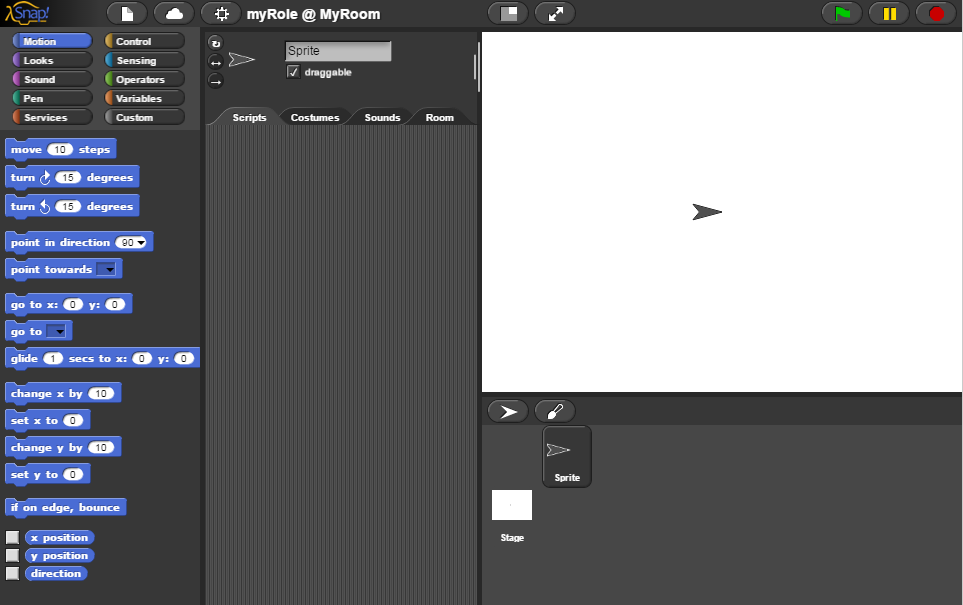 λSnap! myRole @ MyRoom
Motion Control
Looks Sensing
Sound Operators
Pen Variables
Services Custom
Sprite
draggable
Scripts Costumes Sounds Room
move 10 steps
turn 15 degrees
turn 15 degrees
point in direction 90
point towards
go to x: 0 y: 0
go to
glide 1 secs to x: 0 y: 0
change x by 10
set x to 0
change y by 10
set y to 0
if on edge, bounce
x position
y position
direction
Sprite
Stage